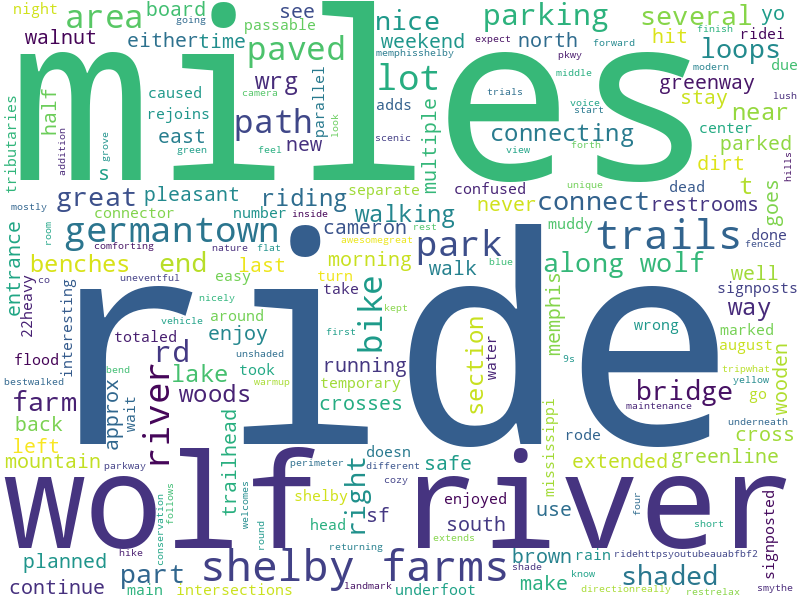 night
area
board
passable
going
see
nice
parking
several
yo
night
walnut
either
time
memphisshelby
weekend
north
expect
pkwy
forward
hit
finish
ridei
loops
due
miles
paved
wrg
lot
adds
middle
modern
lush
caused
rejoins
camera
parallel
voice
trials
start
greenway
stay
near
tributaries
half
addition
grove
east
path
new
look
scenic
multiple
connecting
view
forth
center
parked
dirt
s
green
feel
great
pleasant
riding
separate
confused
unique
dead
t
goes
hills
mostly
connector
number
inside
walking
never
connect
restrooms
room
germantown
cameron
rest
awesomegreat
park
muddy
trails
done
fenced
entrance
comforting
nature
flat
morning
walk
blue
along wolf
well
benches
end
last
turn
signposts
22heavy
co
uneventful
easy
take
bike
ride
memphis
way
interesting
nicely
around
kept
section
water
wrong
marked
august
flood
totaled
vehicle
enjoy
first
running
temporary
9s
tripwhat
yellow
wooden
rd
unshaded
took
bestwalked
bend
lake
warmup
bridge
go
farm
approx
wait
river
woods
crosses
maintenance
back
underneath
left
trailhead
rode
cross
mountain
parkway
perimeter
doesn
different
safe
mississippi
extended
greenline
wolf river
right
cozy
shelby
enjoyed
use
four
short
signposted
conservation
follows
welcomes
head
sf
south
extends
planned
hike
round
returning
shade
brown
rain
ridehttpsyoutubeauabfbf2
continue
part
shelby farms
landmark
underfoot
make
know
shaded
main
intersections
directionreally
restrelax
smythe